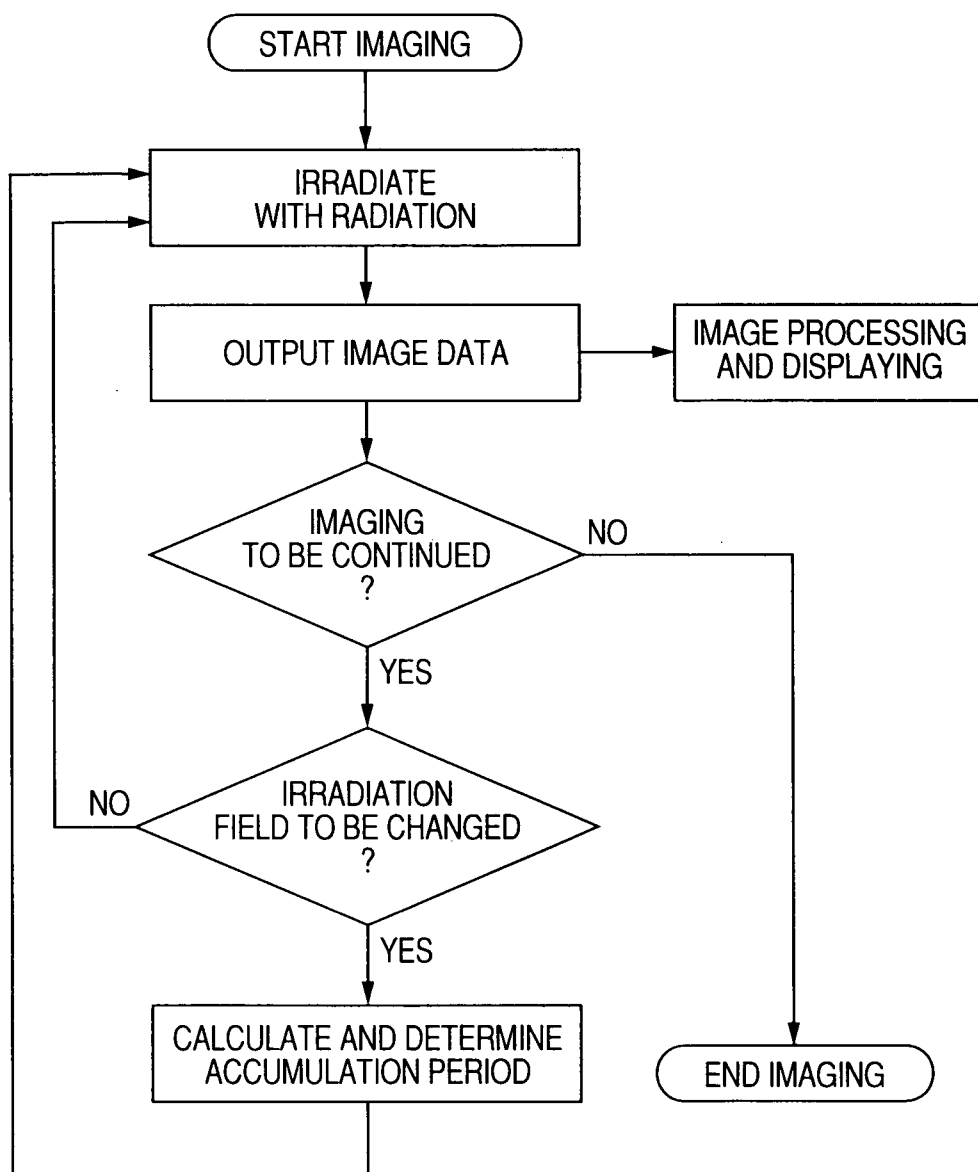 START IMAGING
IRRADIATE
WITH RADIATION
OUTPUT IMAGE DATA
IMAGE PROCESSING
AND DISPLAYING
IMAGING
TO BE CONTINUED
?
NO
YES
IRRADIATION
FIELD TO BE CHANGED
?
NO
YES
CALCULATE AND DETERMINE
ACCUMULATION PERIOD
END IMAGING